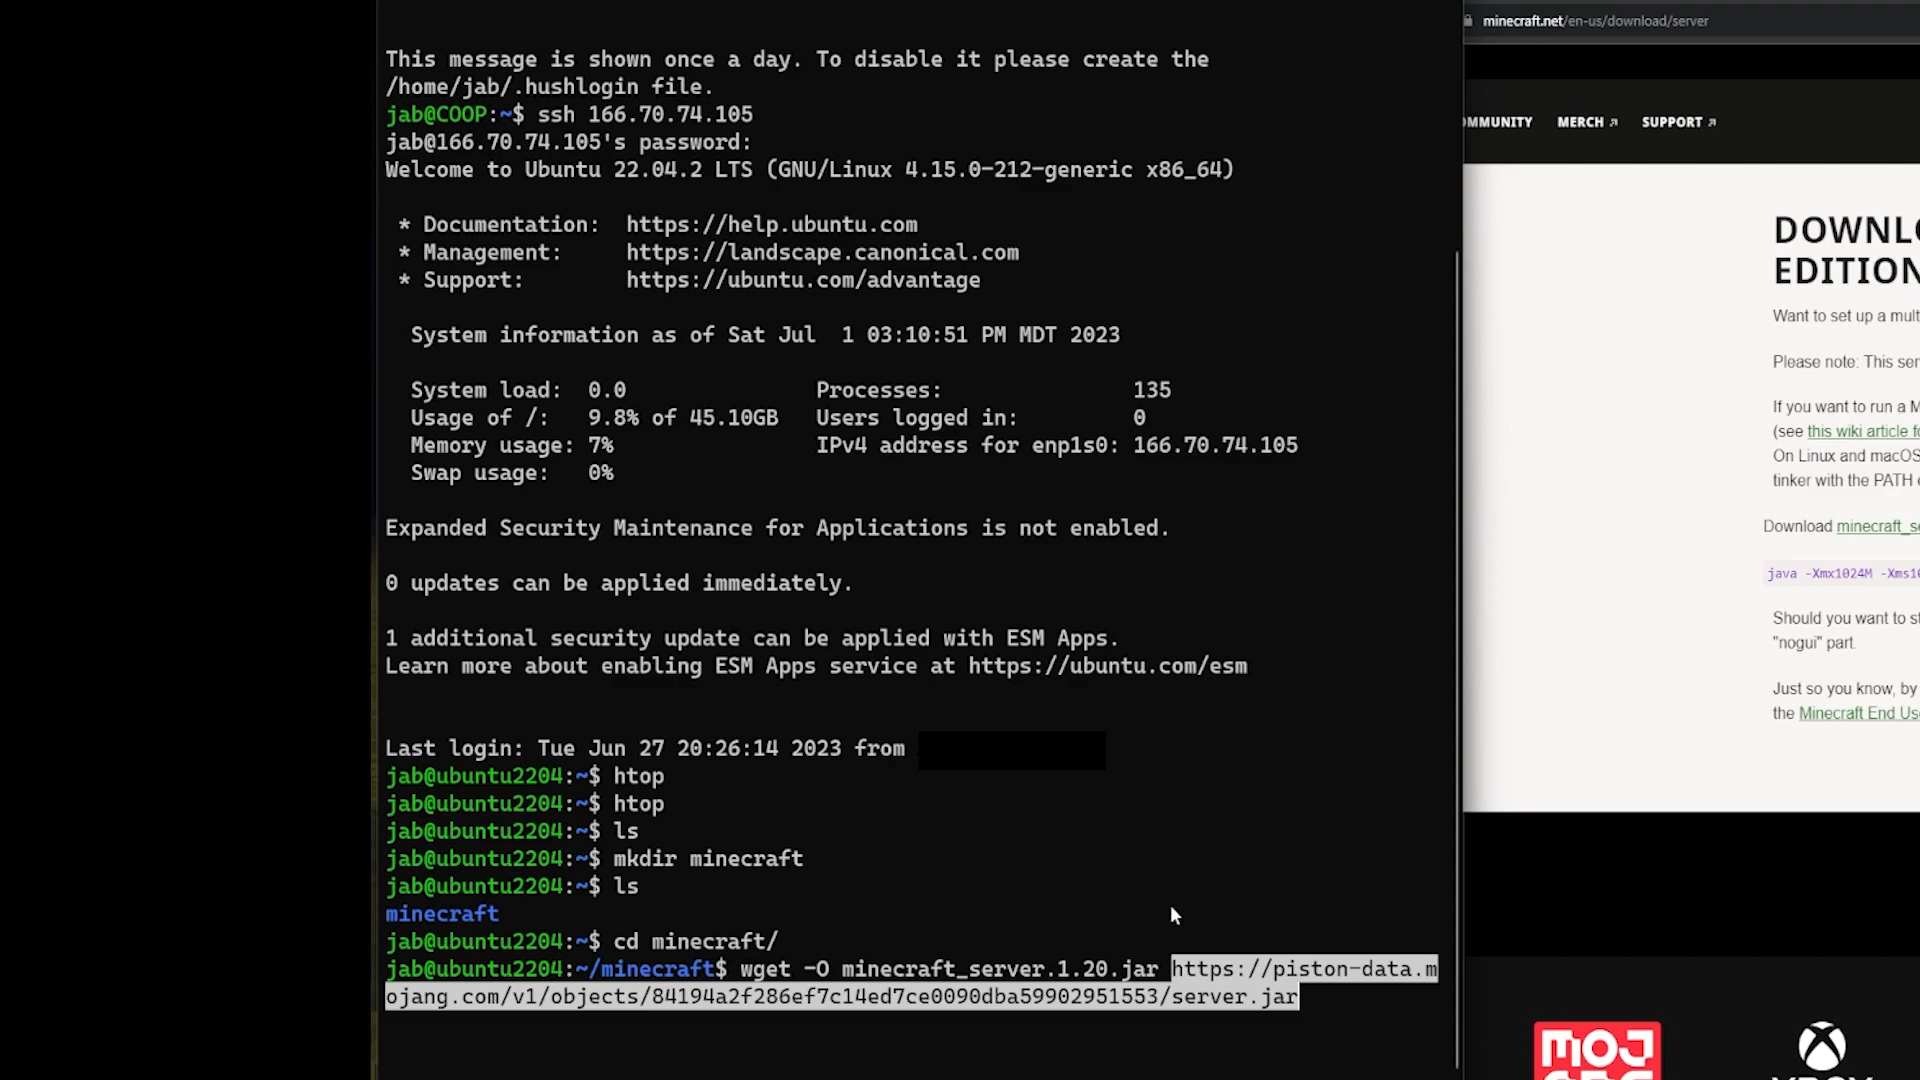 This message is shown once a day. To disable it please create the
/home/jab/.hushlogin file.
jab@COOP:~$ ssh 166.70.74.105
jab@166.70.74.105's password:
Welcome to Ubuntu 22.04.2 LTS (GNU/Linux 4.15.0-212-generic x86_64)
* Documentation: https://help.ubuntu.com
* Management: https://landscape.canonical.com
* Support: https://ubuntu.com/advantage
System information as of Sat Jul 1 03:10:51 PM MDT 2023
System load: 0.0 Processes: 135
Usage of /: 9.8% of 45.10GB Users logged in: 0
Memory usage: 7% IPv4 address for enp1s0: 166.70.74.105
Swap usage: 0%
Expanded Security Maintenance for Applications is not enabled.
0 updates can be applied immediately.
1 additional security update can be applied with ESM Apps.
Learn more about enabling ESM Apps service at https://ubuntu.com/esm
Last login: Tue Jun 27 20:26:14 2023 from
jab@ubuntu2204:~$ htop
jab@ubuntu2204:~$ htop
jab@ubuntu2204:~$ ls
jab@ubuntu2204:~$ mkdir minecraft
jab@ubuntu2204:~$ ls
minecraft
jab@ubuntu2204:~$ cd minecraft/
jab@ubuntu2204:~/minecraft$ wget -O minecraft_server.1.20.jar https://piston-data.m
ojang.com/v1/objects/84194a2f286ef7c14ed7ce0090dba59902951553/server.jar
minecraft.net/en-us/download/server
OMMUNITY MERCH SUPPORT
DOWNLO
EDITION
Want to set up a mult
Please note: This ser
If you want to run a M
(see this wiki article fo
On Linux and macOS
tinker with the PATH e
Download minecraft_se
java -Xmx1024M -Xms10
Should you want to st
"nogui" part.
Just so you know, by
the Minecraft End Use
MOJ